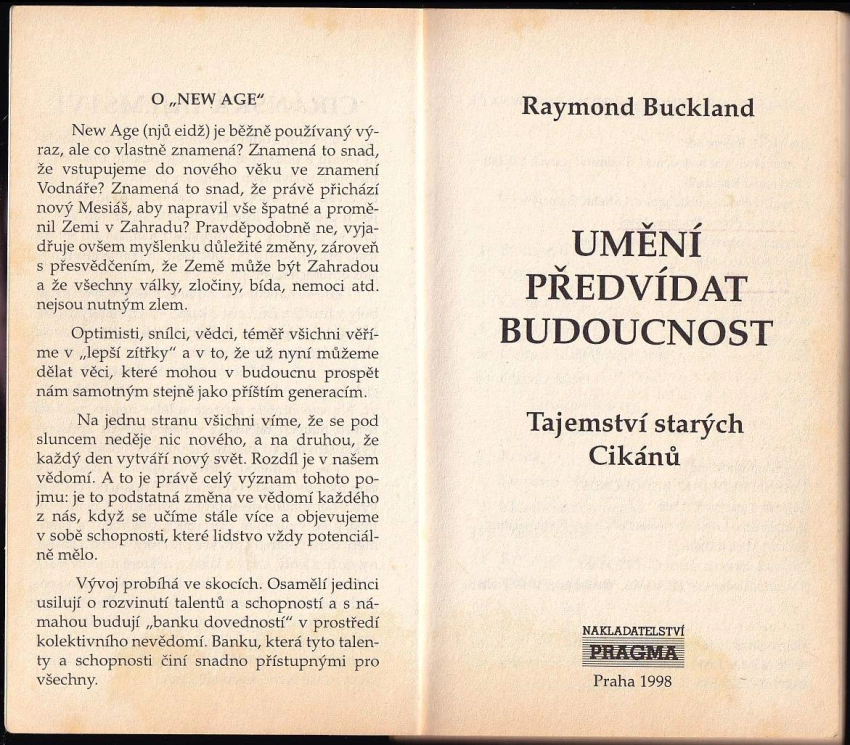 O „NEW AGE"
New Age (njů eidž) je běžně používaný vý-
raz, ale co vlastně znamená? Znamená to snad,
že vstupujeme do nového věku ve znamení
Vodnáře? Znamená to snad, že právě přichází
nový Mesiáš, aby napravil vše špatné a promě-
nil Zemi v Zahradu? Pravděpodobně ne, vyja-
dřuje ovšem myšlenku důležité změny, zároveň
s přesvědčením, že Země může být Zahradou
a že všechny války, zločiny, bída, nemoci atd.
nejsou nutným zlem.
Optimisti, snílci, vědci, téměř všichni věří-
me v „lepší zítřky" a v to, že už nyní můžeme
dělat věci, které mohou v budoucnu prospět
nám samotným stejně jako příštím generacím.
Na jednu stranu všichni víme, že se pod
sluncem neděje nic nového, a na druhou, že
každý den vytváří nový svět. Rozdíl je v našem
vědomí. A to je právě celý význam tohoto po-
jmu: je to podstatná změna ve vědomí každého
z nás, když se učíme stále více a objevujeme
v sobě schopnosti, které lidstvo vždy potenciál-
ně mělo.
Vývoj probíhá ve skocích. Osamělí jedinci
usilují o rozvinutí talentů a schopností a s ná-
mahou budují „banku dovedností" v prostředí
kolektivního nevědomí. Banku, která tyto talen-
ty a schopnosti činí snadno přístupnými pro
všechny.
Raymond Buckland
UMĚNÍ
PŘEDVÍDAT
BUDOUCNOST
Tajemství starých
Cikánů
NAKLADATELSTVÍ
PRAGMA
Praha 1998